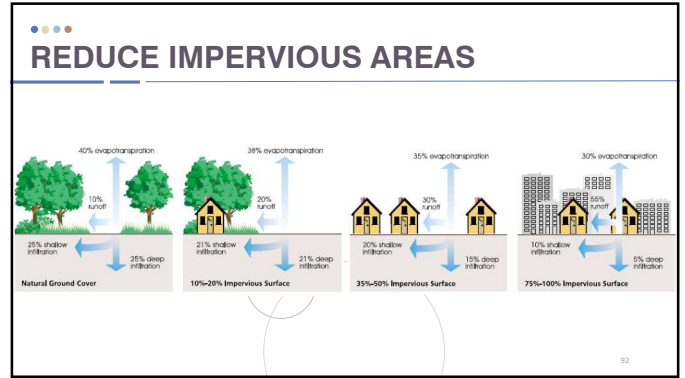 REDUCE IMPERVIOUS AREAS
40% evapotranspiration
10%
runoff
25% shallow
infiltration
25% deep
infiltration
Natural Ground Cover
38% evapotranspiration
20%
runoff
21% shallow
infiltration
21% deep
infiltration
10%–20% Impervious Surface
35% evapotranspiration
30%
runoff
20% shallow
infiltration
15% deep
infiltration
35%–50% Impervious Surface
30% evapotranspiration
55%
runoff
10% shallow
infiltration
5% deep
infiltration
75%–100% Impervious Surface
92